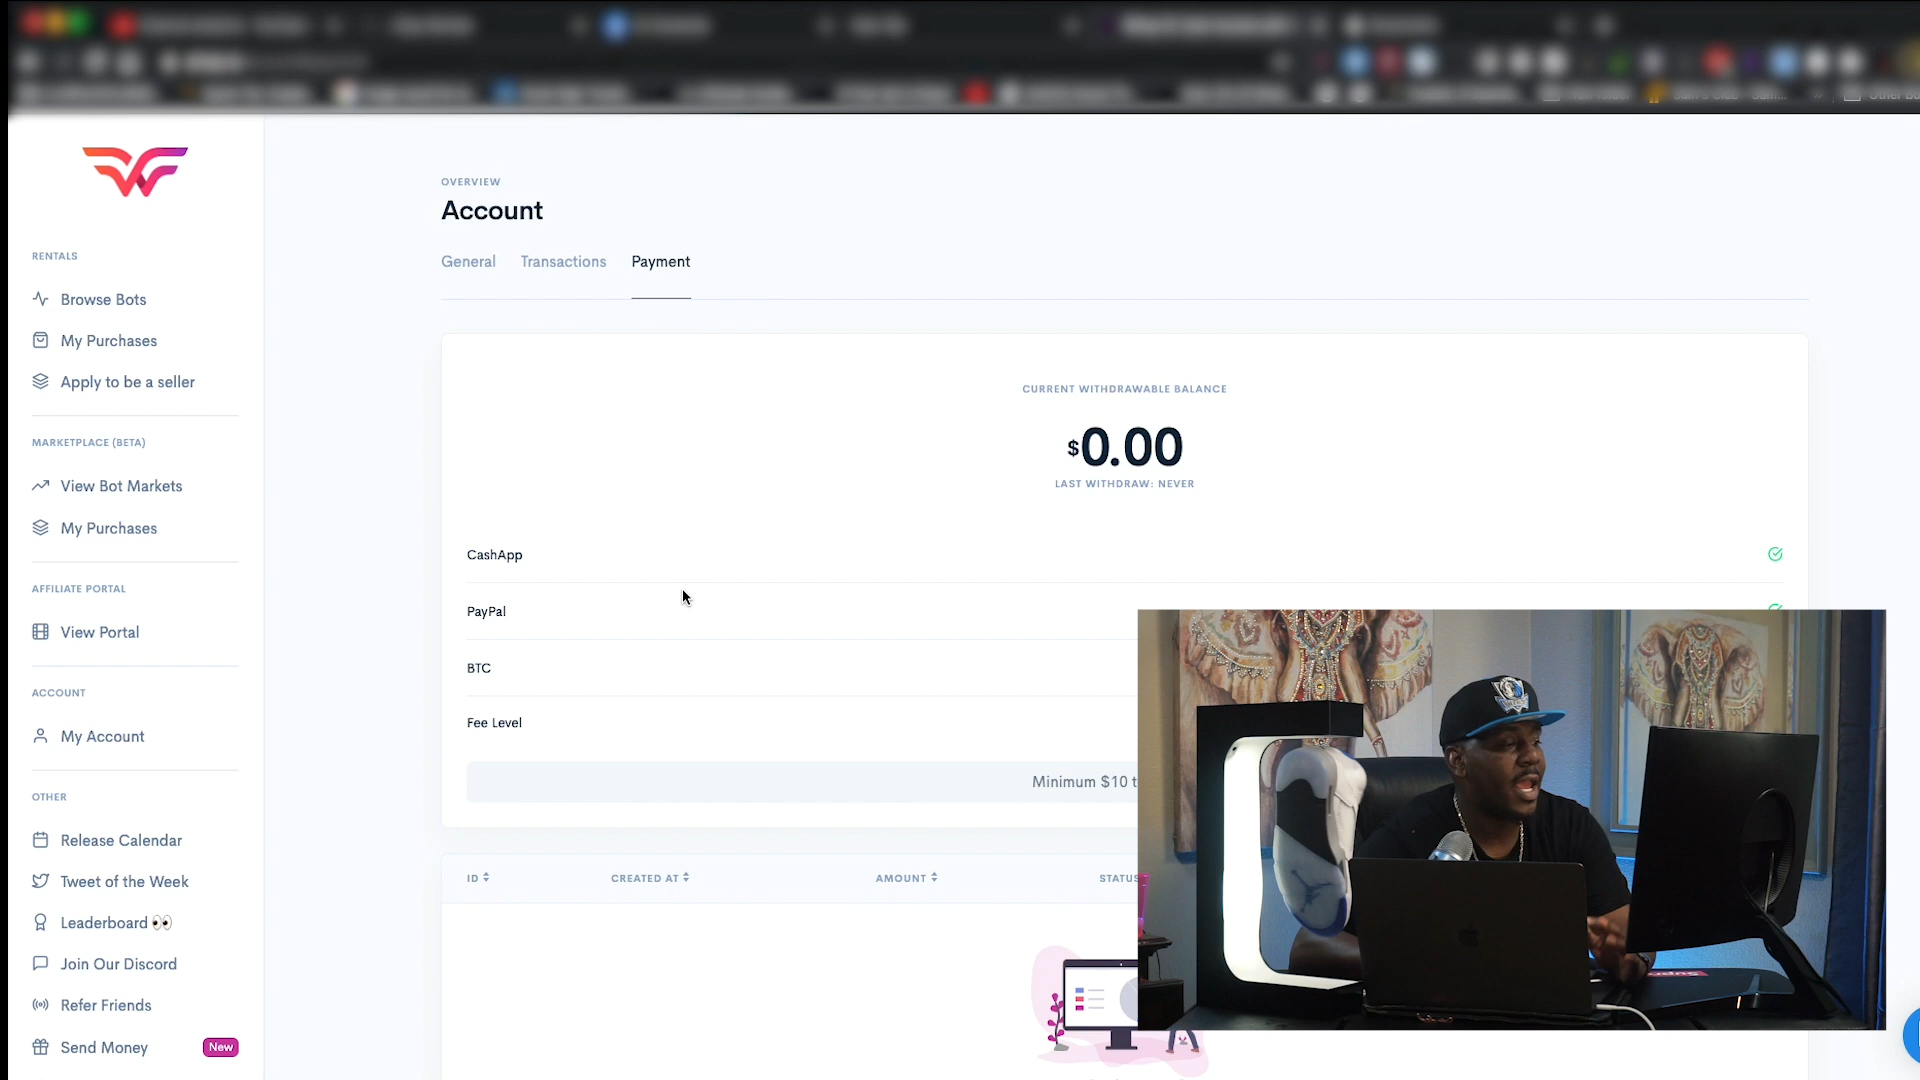 OVERVIEW
Account
General Transactions Payment
RENTALS
Browse Bots
My Purchases
Apply to be a seller
MARKETPLACE (BETA)
View Bot Markets
My Purchases
AFFILIATE PORTAL
View Portal
ACCOUNT
My Account
OTHER
Release Calendar
Tweet of the Week
Leaderboard 👀
Join Our Discord
Refer Friends
Send Money New
CURRENT WITHDRAWABLE BALANCE
$0.00
LAST WITHDRAW: NEVER
CashApp
PayPal
BTC
Fee Level
Minimum $10 t
ID CREATED AT AMOUNT STATUS